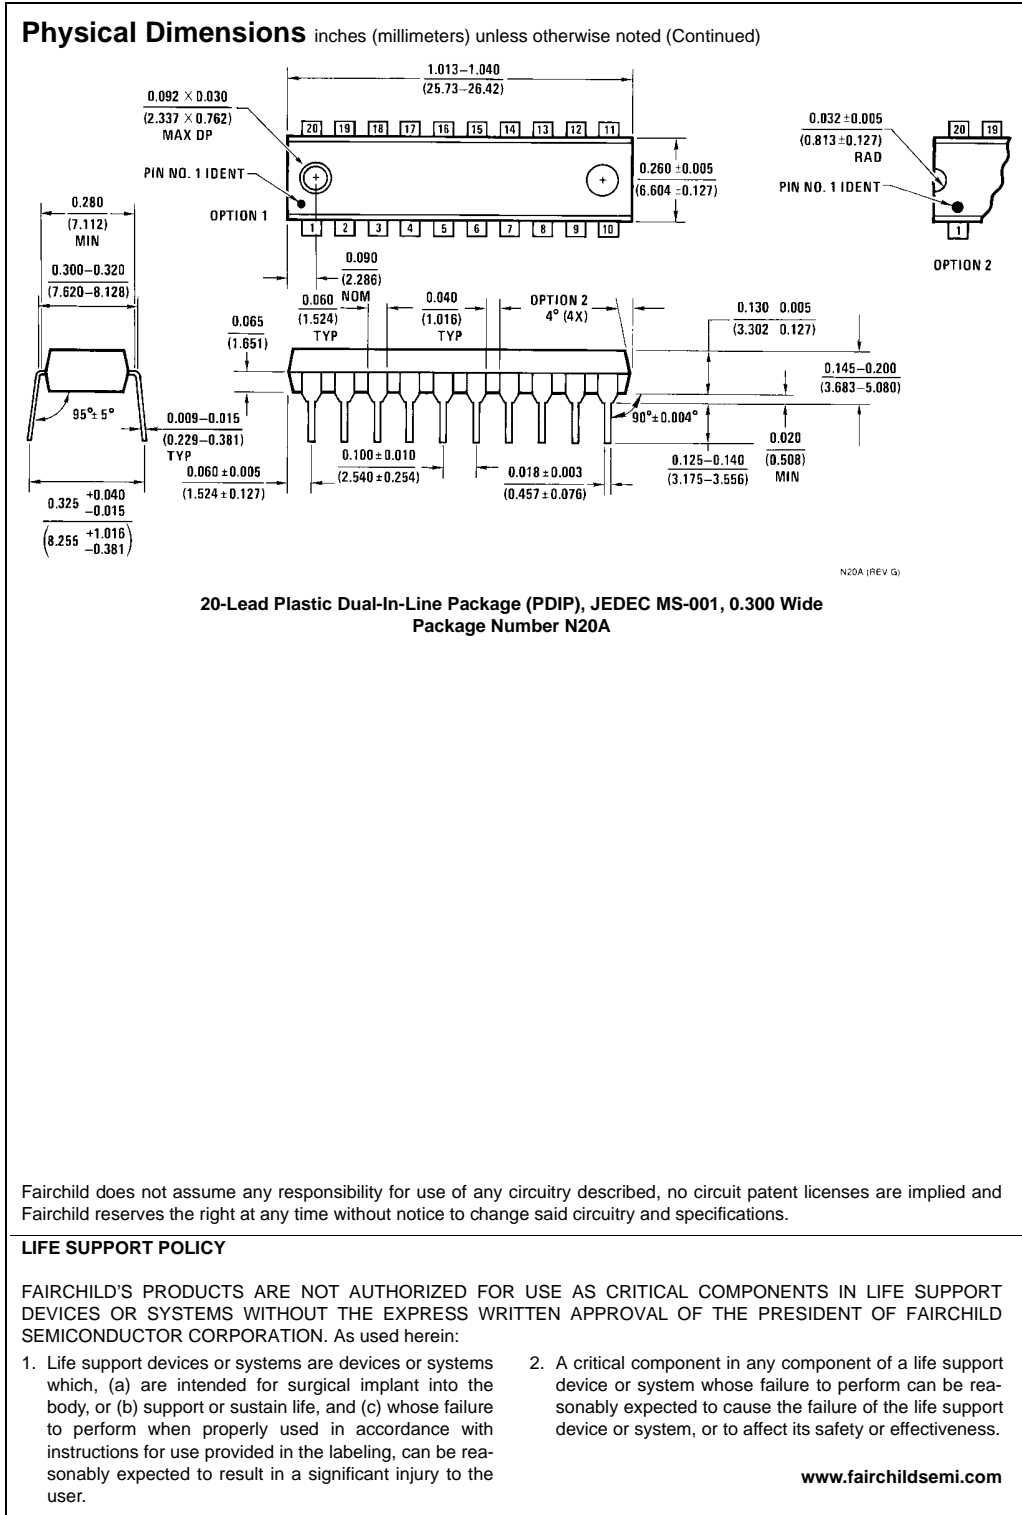 Physical Dimensions inches (millimeters) unless otherwise noted (Continued)
1.013–1.040
(25.73–26.42)
0.092 × 0.030
(2.337 × 0.762)
MAX DP
20 19 18 17 16 15 14 13 12 11
PIN NO. 1 IDENT
OPTION 1
1 2 3 4 5 6 7 8 9 10
0.260 ±0.005
(6.604 ±0.127)
0.032 ±0.005
(0.813 ±0.127)
RAD
20 19
PIN NO. 1 IDENT
1
OPTION 2
0.280
(7.112)
MIN
0.300–0.320
(7.620–8.128)
0.090
(2.286)
NOM
0.060
(1.524)
TYP
0.040
(1.016)
TYP
OPTION 2
4° (4X)
0.130 0.005
(3.302 0.127)
0.065
(1.651)
0.145–0.200
(3.683–5.080)
95° ± 5°
0.009–0.015
(0.229–0.381)
TYP
90° ± 0.004°
0.020
(0.508)
MIN
0.125–0.140
(3.175–3.556)
0.100 ± 0.010
(2.540 ± 0.254)
0.018 ± 0.003
(0.457 ± 0.076)
0.060 ± 0.005
(1.524 ± 0.127)
0.325 +0.040
−0.015
(8.255 +1.016
−0.381)
N20A (REV G)
20-Lead Plastic Dual-In-Line Package (PDIP), JEDEC MS-001, 0.300 Wide
Package Number N20A
Fairchild does not assume any responsibility for use of any circuitry described, no circuit patent licenses are implied and
Fairchild reserves the right at any time without notice to change said circuitry and specifications.
LIFE SUPPORT POLICY
FAIRCHILD'S PRODUCTS ARE NOT AUTHORIZED FOR USE AS CRITICAL COMPONENTS IN LIFE SUPPORT
DEVICES OR SYSTEMS WITHOUT THE EXPRESS WRITTEN APPROVAL OF THE PRESIDENT OF FAIRCHILD
SEMICONDUCTOR CORPORATION. As used herein:
1. Life support devices or systems are devices or systems
which, (a) are intended for surgical implant into the
body, or (b) support or sustain life, and (c) whose failure
to perform when properly used in accordance with
instructions for use provided in the labeling, can be rea-
sonably expected to result in a significant injury to the
user.
2. A critical component in any component of a life support
device or system whose failure to perform can be rea-
sonably expected to cause the failure of the life support
device or system, or to affect its safety or effectiveness.
www.fairchildsemi.com